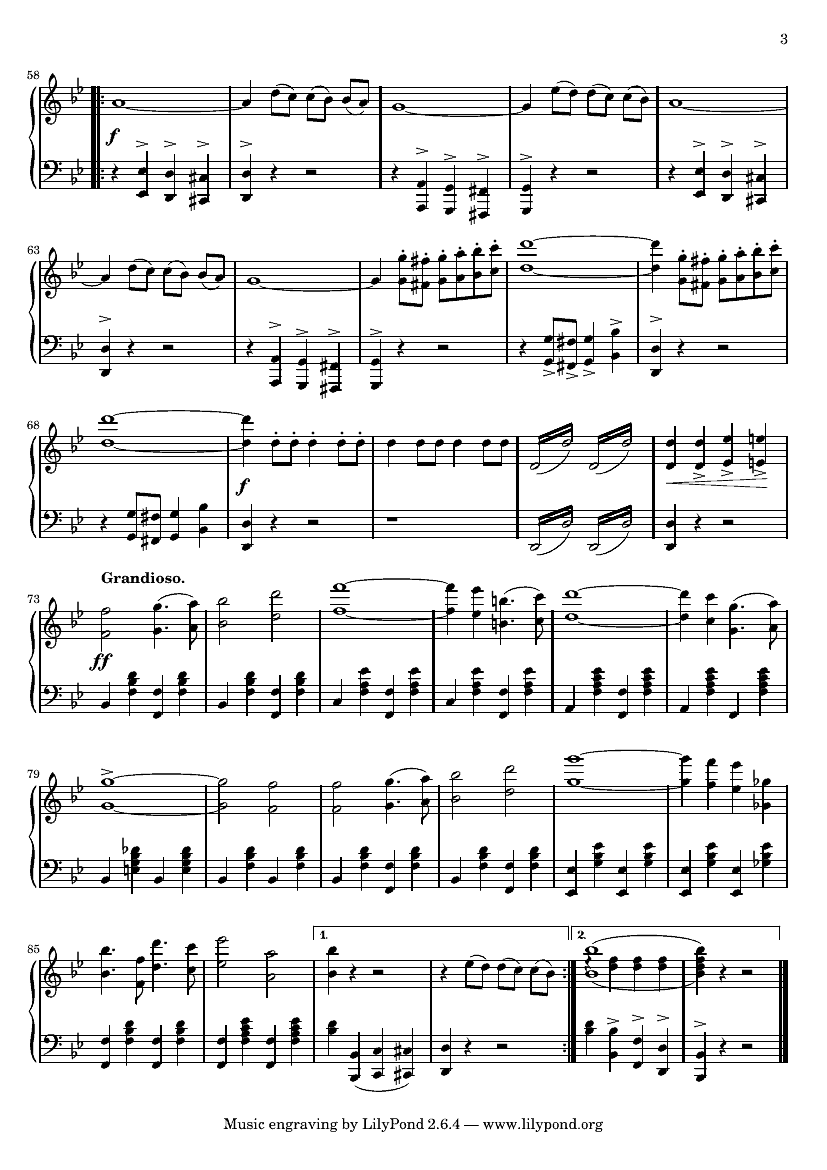 3
58
f
63
68
f
73
Grandioso.
ff
79
85
1.
2.
Music engraving by LilyPond 2.6.4 — www.lilypond.org